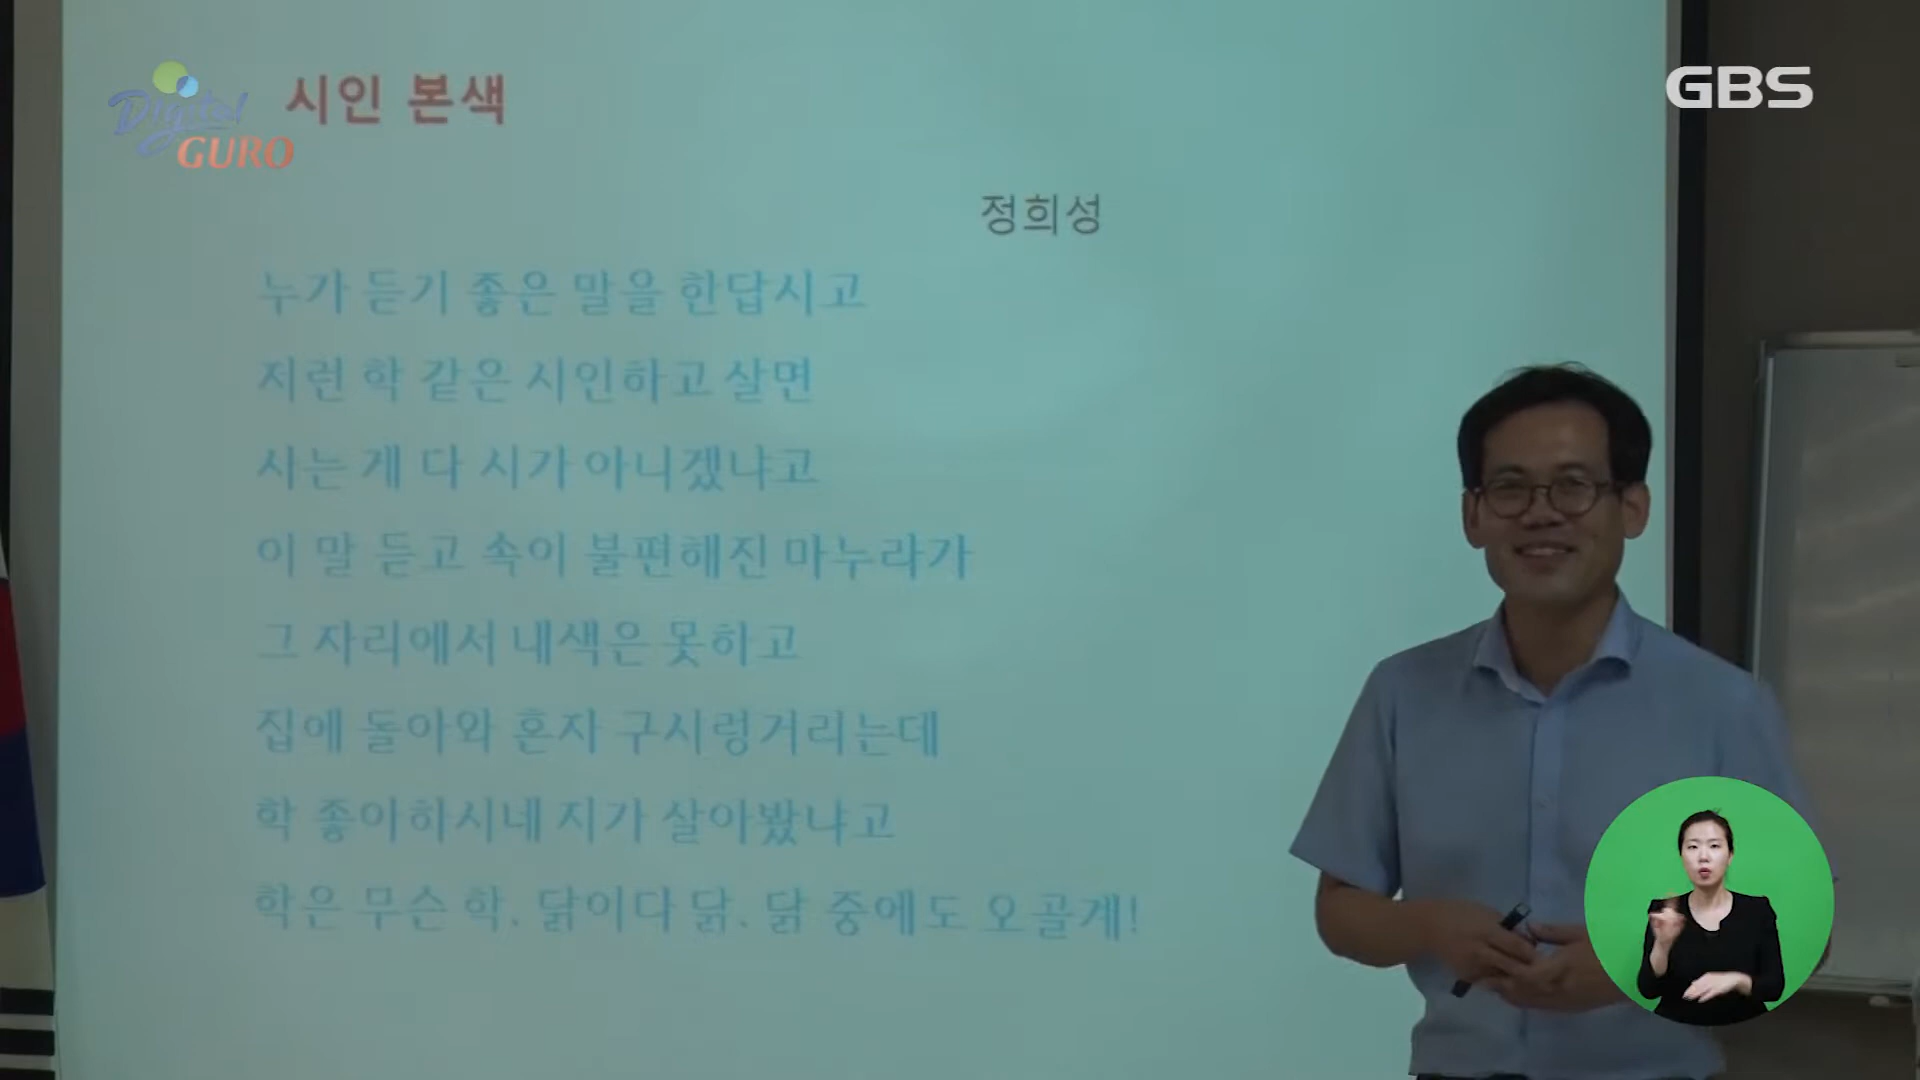 Digital
GURO
시인 본색
GBS
정희성
누가 듣기 좋은 말을 한답시고
저런 학 같은 시인하고 살면
사는 게 다 시가 아니겠냐고
이 말 듣고 속이 불편해진 마누라가
그 자리에서 내색은 못하고
집에 돌아와 혼자 구시렁거리는데
학 좋아하시네 지가 살아봤냐고
학은 무슨 학. 닭이다 닭. 닭 중에도 오골계!